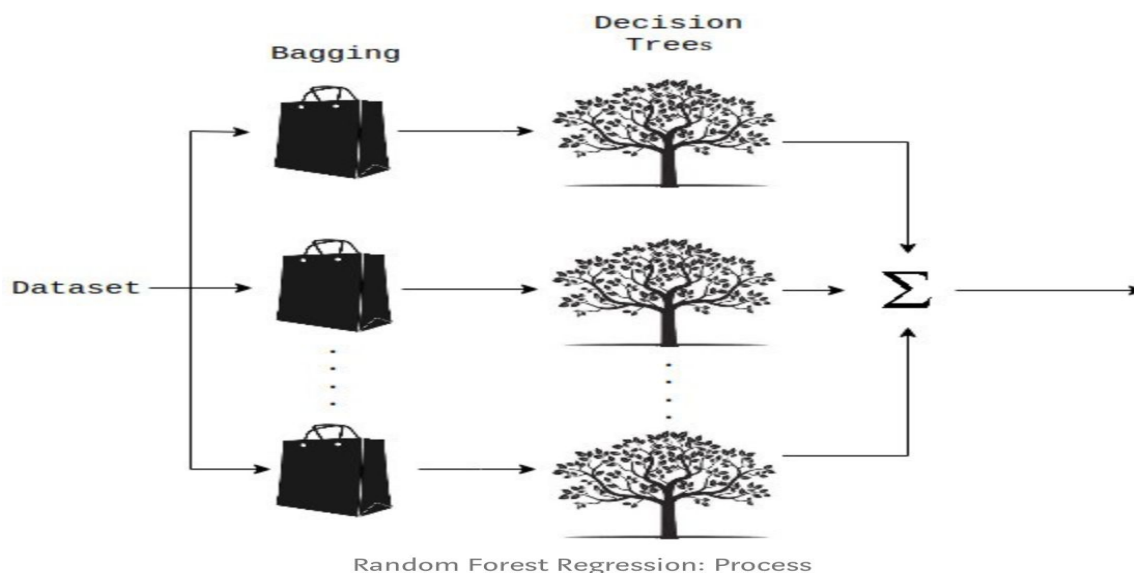 Decision
Trees
Bagging
Dataset
Σ
Random Forest Regression: Process